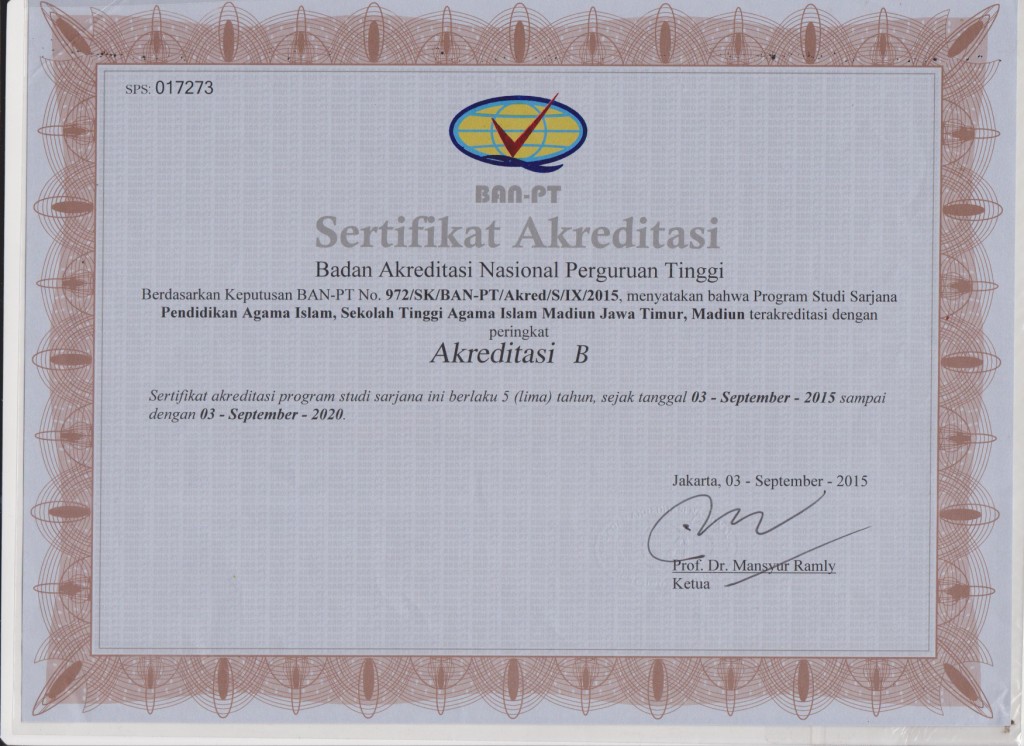 SPS: 017273
BAN-PT
Sertifikat Akreditasi
Badan Akreditasi Nasional Perguruan Tinggi
Berdasarkan Keputusan BAN-PT No. 972/SK/BAN-PT/Akred/S/IX/2015, menyatakan bahwa Program Studi Sarjana
Pendidikan Agama Islam, Sekolah Tinggi Agama Islam Madiun Jawa Timur, Madiun terakreditasi dengan
peringkat
Akreditasi B
Sertifikat akreditasi program studi sarjana ini berlaku 5 (lima) tahun, sejak tanggal 03 - September - 2015 sampai
dengan 03 - September - 2020.
Jakarta, 03 - September - 2015
Prof. Dr. Mansyur Ramly
Ketua